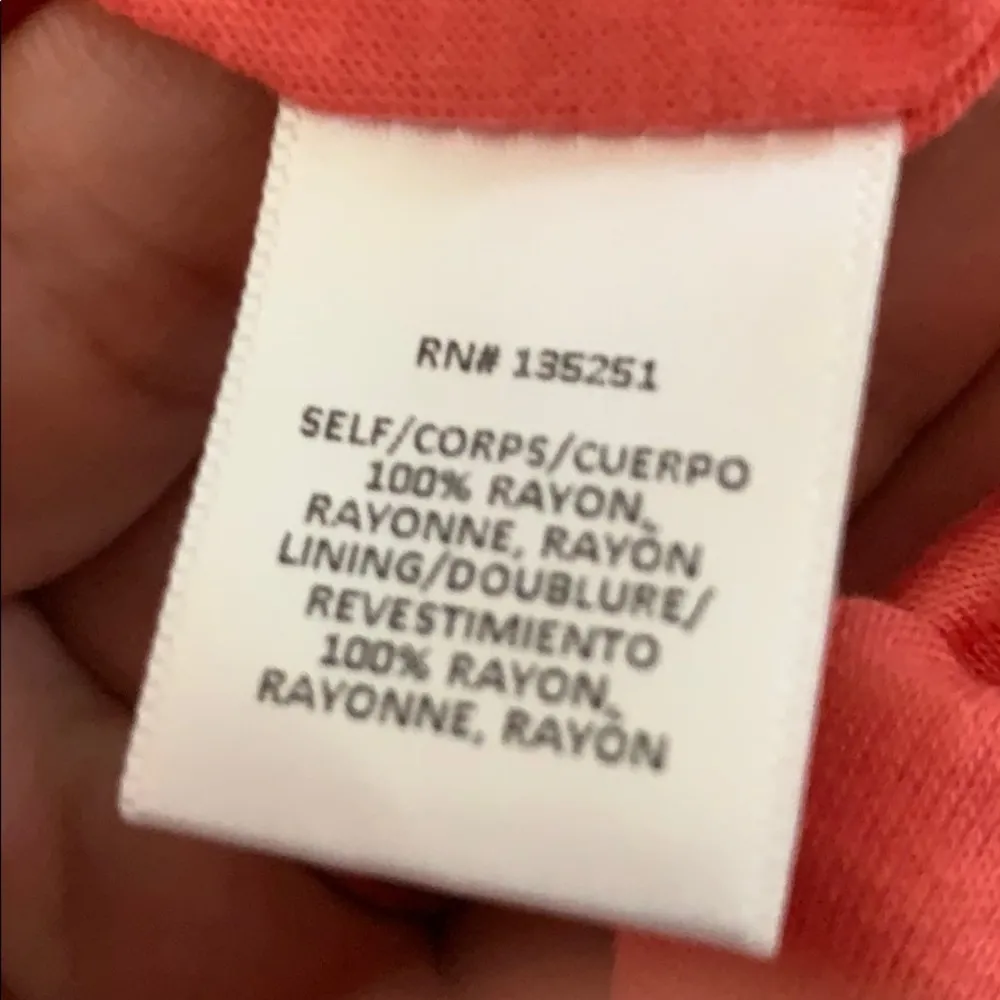 RN# 135251
SELF/CORPS/CUERPO
100% RAYON,
RAYONNE, RAYÓN
LINING/DOUBLURE/
REVESTIMIENTO
100% RAYON,
RAYONNE, RAYÓN